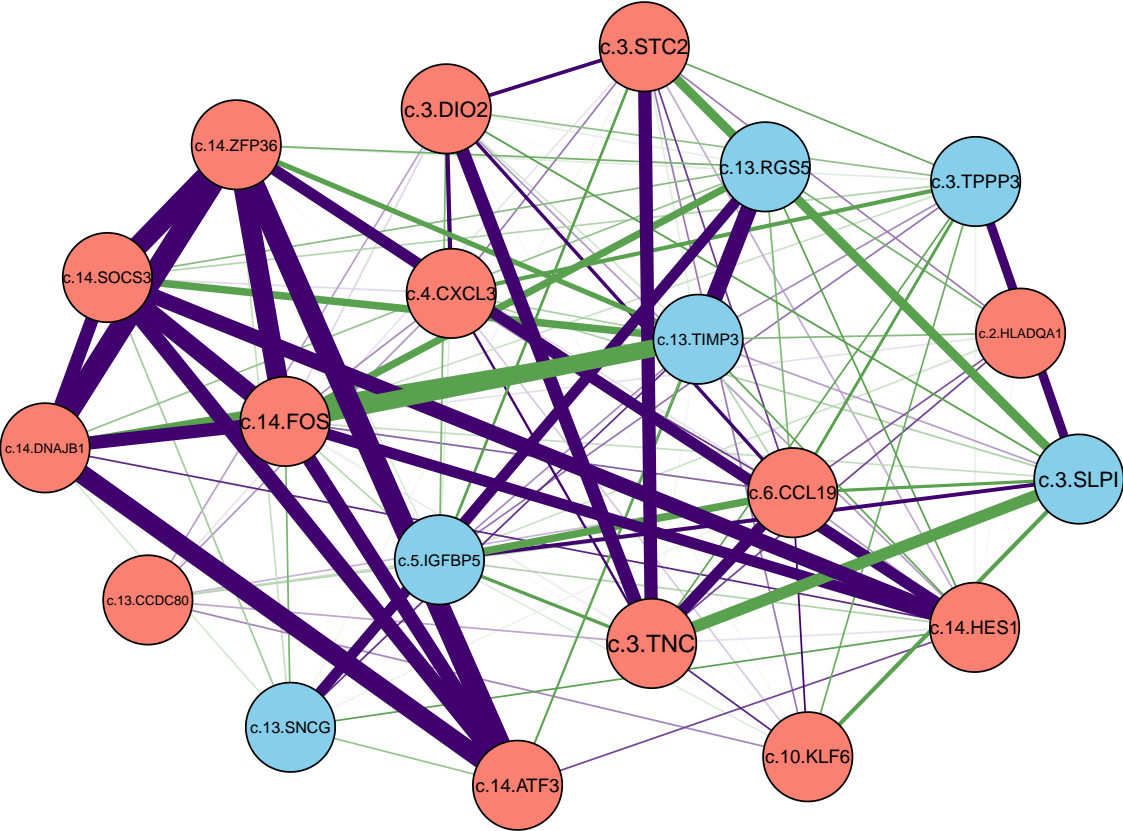 c.3.STC2
c.3.DIO2
c.14.ZFP36
c.13.RGS5
c.3.TPPP3
c.14.SOCS3
c.4.CXCL3
c.13.TIMP3
c.2.HLADQA1
c.14.FOS
c.14.DNAJB1
c.6.CCL19
c.3.SLPI
c.5.IGFBP5
c.13.CCDC80
c.3.TNC
c.14.HES1
c.13.SNCG
c.10.KLF6
c.14.ATF3